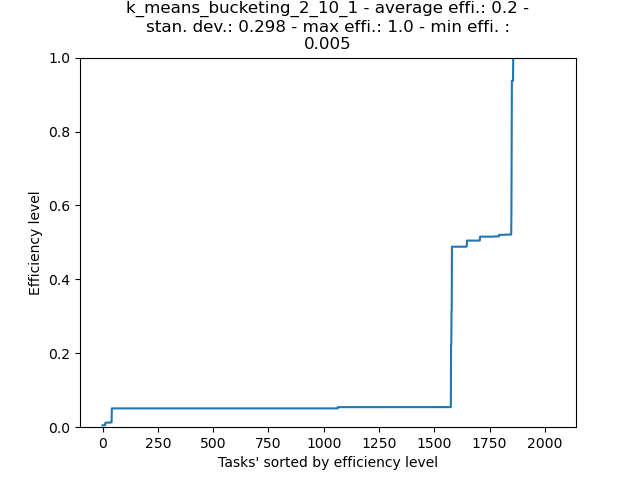 k_means_bucketing_2_10_1 - average effi.: 0.2 -
stan. dev.: 0.298 - max effi.: 1.0 - min effi. :
0.005
1.0
0.8
0.6
0.4
0.2
0.0
Efficiency level
0 250 500 750 1000 1250 1500 1750 2000
Tasks' sorted by efficiency level